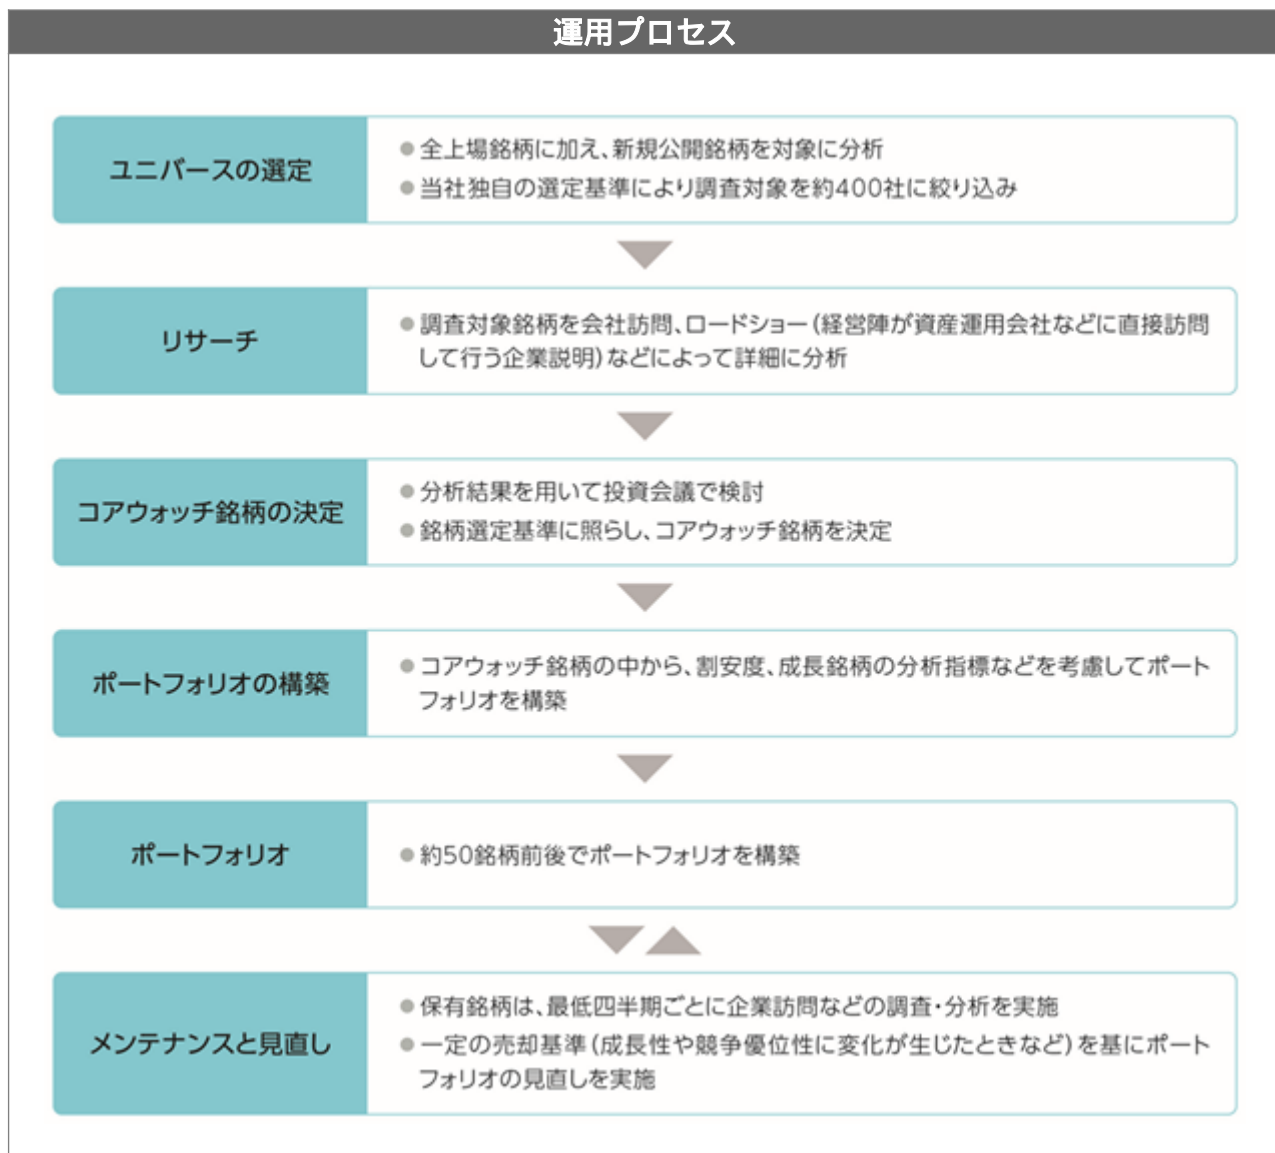 運用プロセス
ユニバースの選定
●全上場銘柄に加え、新規公開銘柄を対象に分析
●当社独自の選定基準により調査対象を約400社に絞り込み
リサーチ
●調査対象銘柄を会社訪問、ロードショー（経営陣が資産運用会社などに直接訪問
して行う企業説明）などによって詳細に分析
コアウォッチ銘柄の決定
●分析結果を用いて投資会議で検討
●銘柄選定基準に照らし、コアウォッチ銘柄を決定
ポートフォリオの構築
●コアウォッチ銘柄の中から、割安度、成長銘柄の分析指標などを考慮してポート
フォリオを構築
ポートフォリオ
●約50銘柄前後でポートフォリオを構築
メンテナンスと見直し
●保有銘柄は、最低四半期ごとに企業訪問などの調査・分析を実施
●一定の売却基準（成長性や競争優位性に変化が生じたときなど）を基にポート
フォリオの見直しを実施